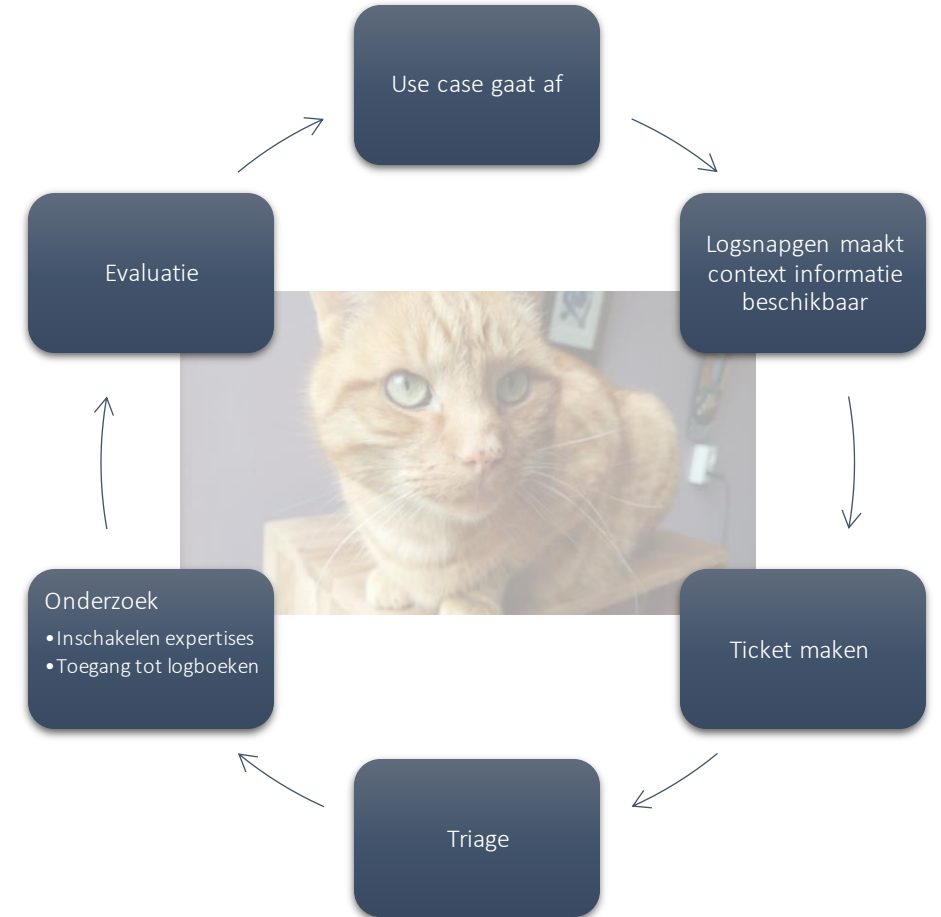 Use case gaat af
Logsnapgen maakt
context informatie
beschikbaar
Ticket maken
Triage
Onderzoek
•Inschakelen expertises
•Toegang tot logboeken
Evaluatie